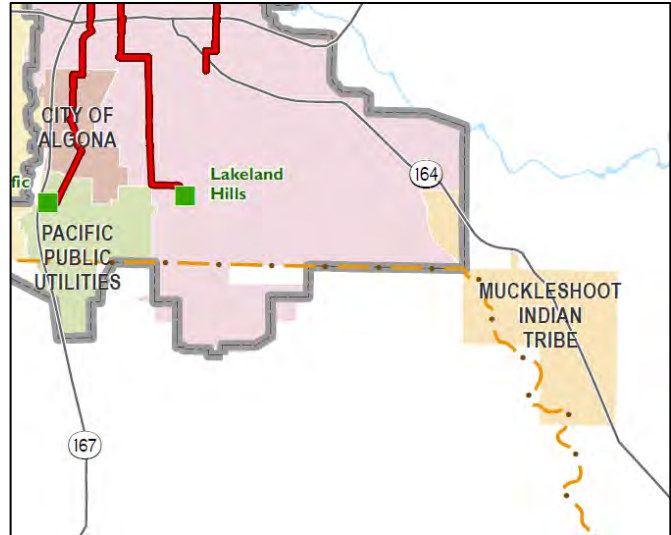 CITY OF
ALGONA
fic
Lakeland
Hills
164
PACIFIC
PUBLIC
UTILITIES
MUCKLESHOOT
INDIAN
TRIBE
167